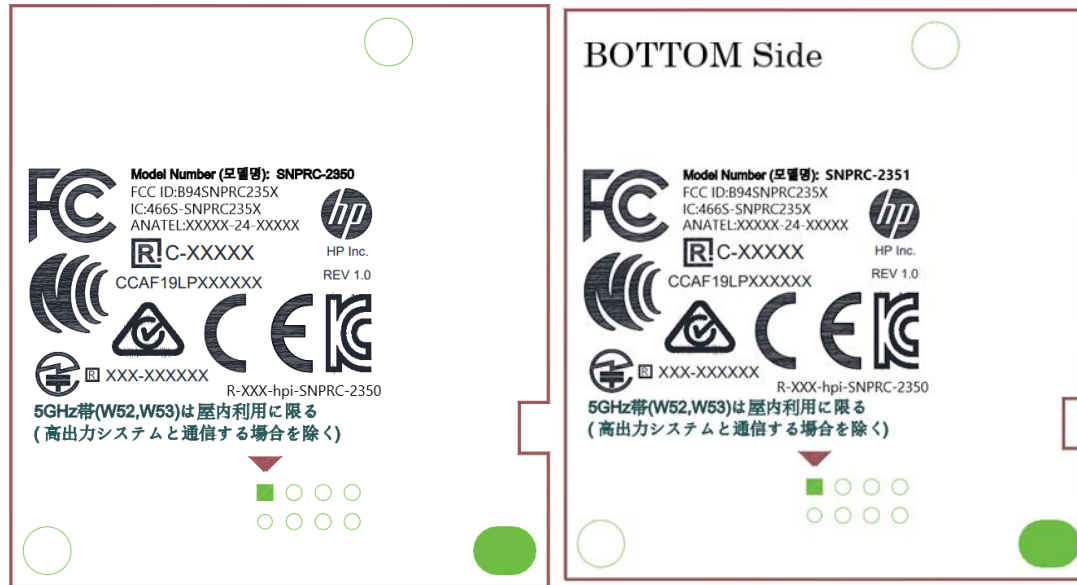 Model Number (모델명): SNPRC-2350
FCC ID:B94SNPRC235X
IC:466S-SNPRC235X
ANATEL:XXXXX-24-XXXXX
FC
hp
HP Inc.
R! C-XXXXX
REV 1.0
CCAF19LPXXXXXX
CE
R XXX-XXXXXX
R-XXX-hpi-SNPRC-2350
5GHz帯(W52,W53)は屋内利用に限る
( 高出力システムと通信する場合を除く)
BOTTOM Side
Model Number (모델명): SNPRC-2351
FCC ID:B94SNPRC235X
IC:466S-SNPRC235X
ANATEL:XXXXX-24-XXXXX
FC
hp
HP Inc.
R! C-XXXXX
REV 1.0
CCAF19LPXXXXXX
CE
R XXX-XXXXXX
R-XXX-hpi-SNPRC-2350
5GHz帯(W52,W53)は屋内利用に限る
( 高出力システムと通信する場合を除く)